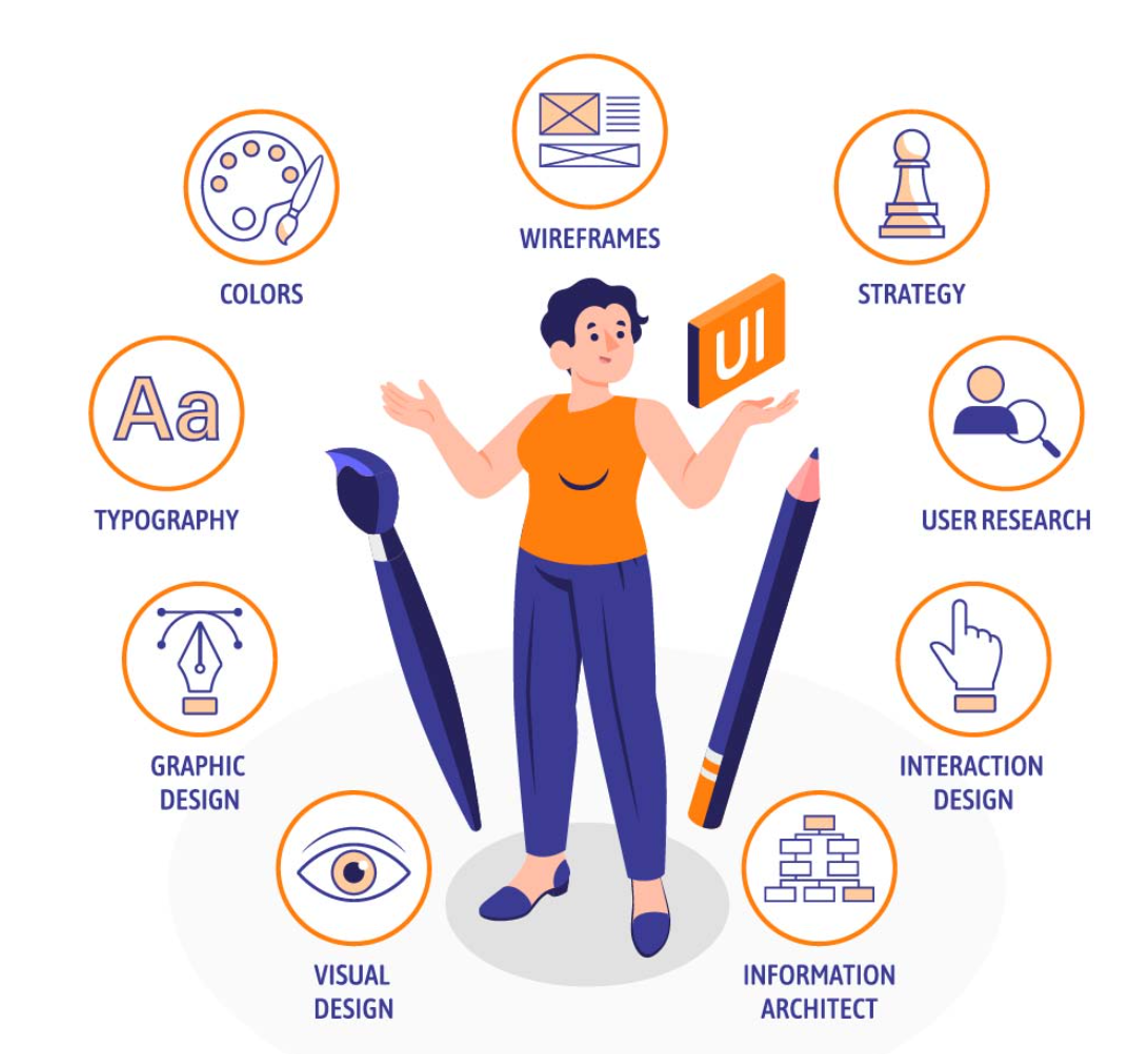 WIREFRAMES
COLORS
STRATEGY
UI
Aa
TYPOGRAPHY
USER RESEARCH
GRAPHIC
DESIGN
INTERACTION
DESIGN
VISUAL
DESIGN
INFORMATION
ARCHITECT